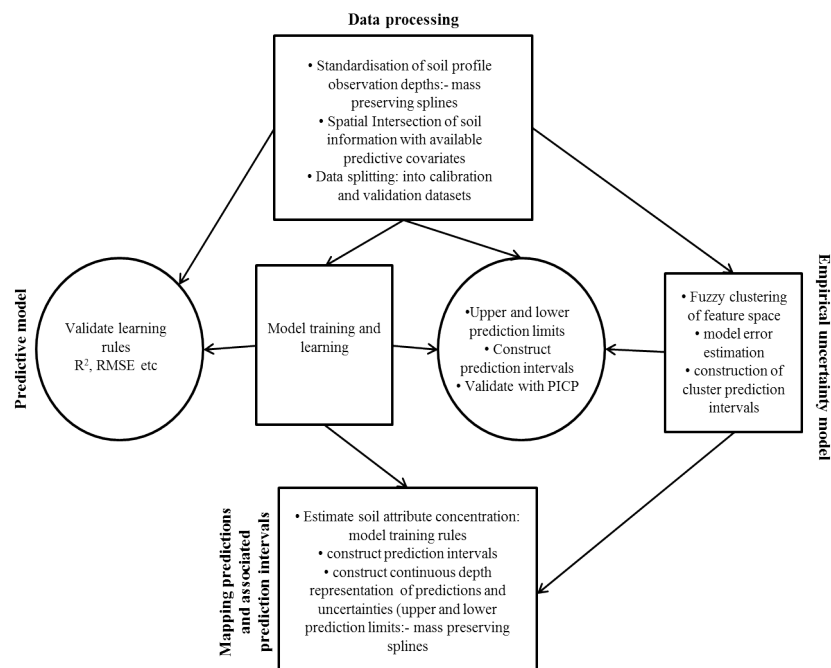 Data processing
• Standardisation of soil profile
observation depths:- mass
preserving splines
• Spatial Intersection of soil
information with available
predictive covariates
• Data splitting: into calibration
and validation datasets
Predictive model
Validate learning
rules
R², RMSE etc
Model training and
learning
•Upper and lower
prediction limits
• Construct
prediction intervals
• Validate with PICP
• Fuzzy clustering
of feature space
• model error
estimation
• construction of
cluster prediction
intervals
Empirical uncertainty model
Mapping predictions
and associated
prediction intervals
• Estimate soil attribute concentration:
model training rules
• construct prediction intervals
• construct continuous depth
representation of predictions and
uncertainties (upper and lower
prediction limits:- mass preserving
splines